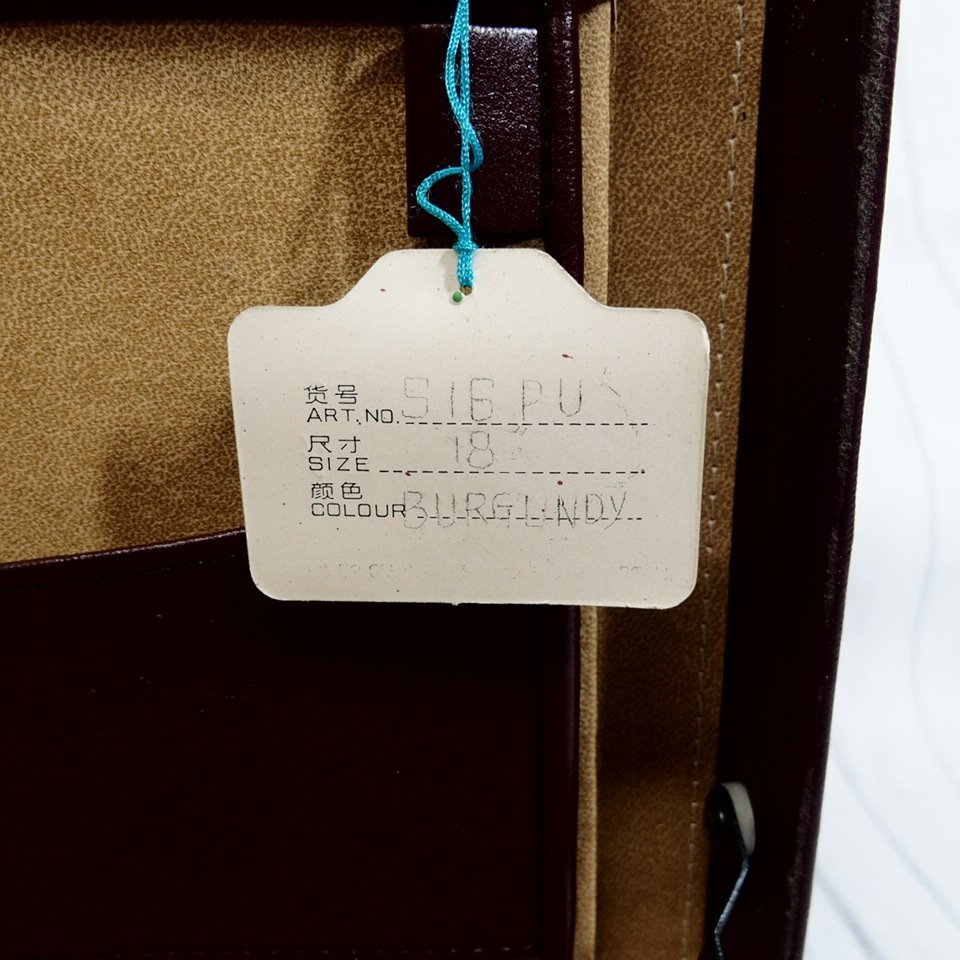 货号
ART.NO. 516 PU
尺寸
SIZE 18"
颜色
COLOUR BURGUNDY